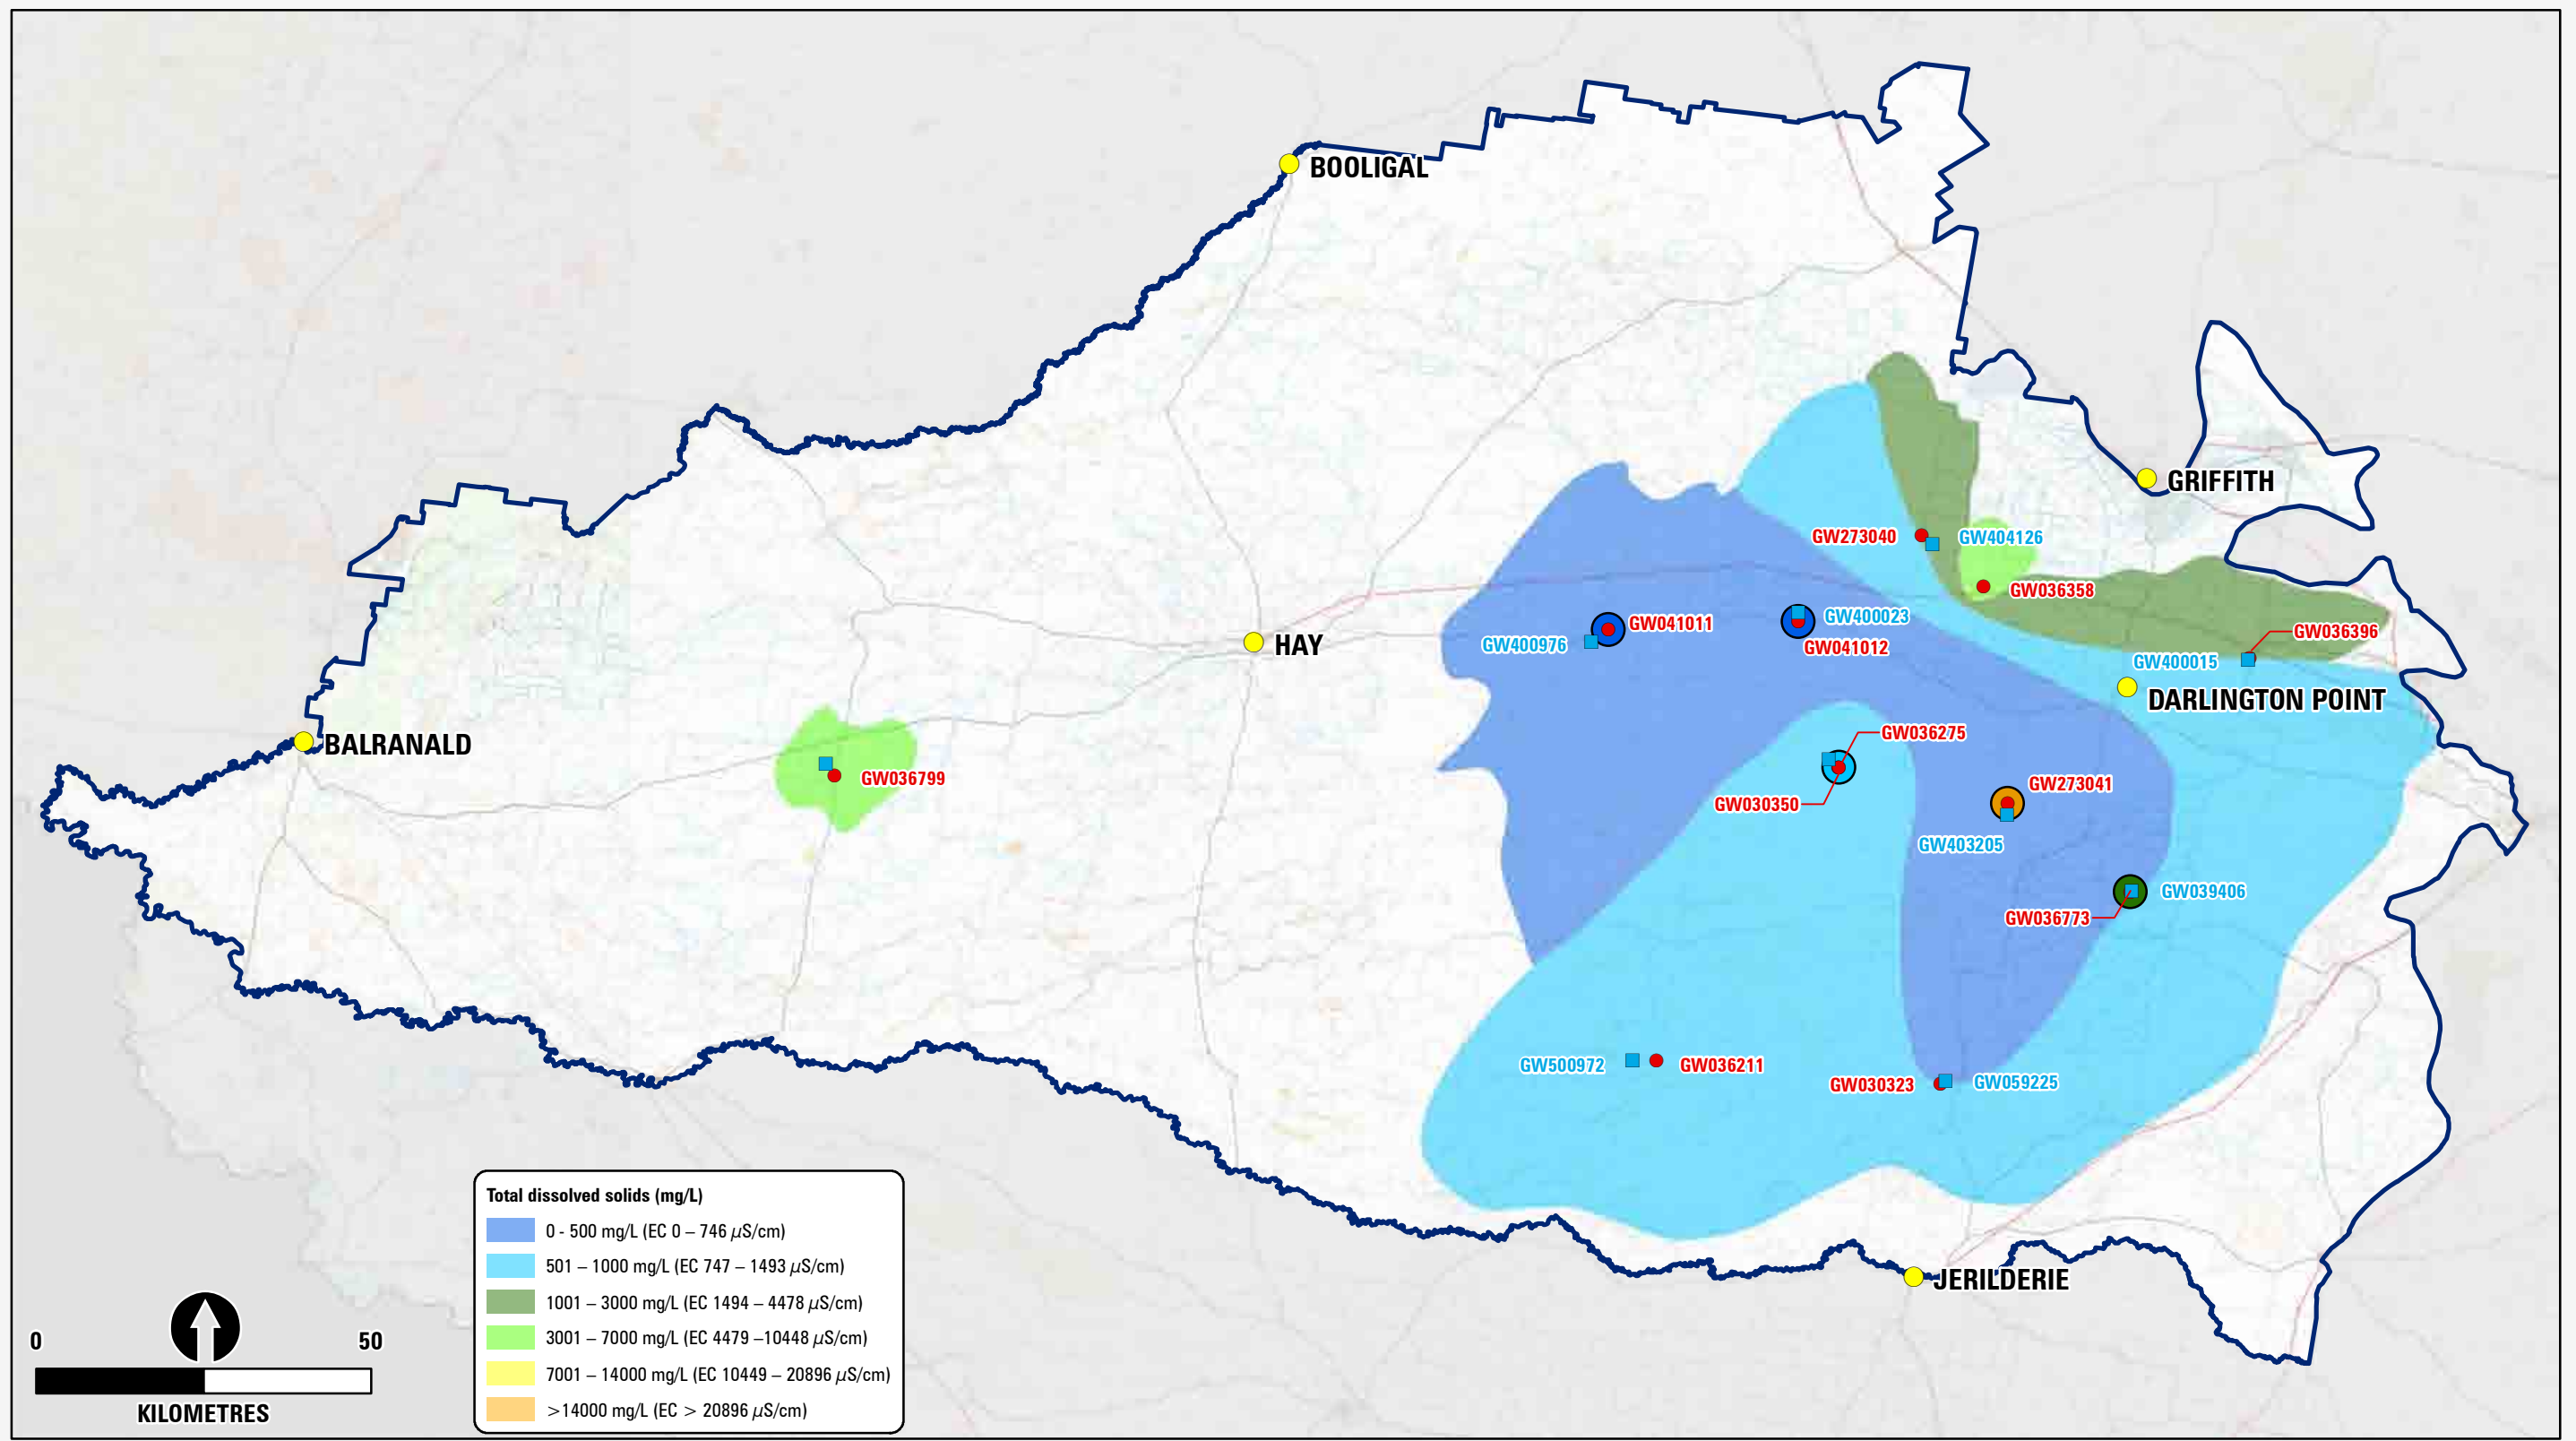 BOOLIGAL
GRIFFITH
GW273040
GW404126
GW036358
GW041011
GW400023
GW036396
GW400976
GW041012
HAY
GW400015
DARLINGTON POINT
GW036275
BALRANALD
GW036799
GW273041
GW030350
GW403205
GW039406
GW036773
GW500972
GW036211
GW030323
GW059225
JERILDERIE
Total dissolved solids (mg/L)
0 - 500 mg/L (EC 0 – 746 µS/cm)
501 – 1000 mg/L (EC 747 – 1493 µS/cm)
1001 – 3000 mg/L (EC 1494 – 4478 µS/cm)
3001 – 7000 mg/L (EC 4479 –10448 µS/cm)
7001 – 14000 mg/L (EC 10449 – 20896 µS/cm)
>14000 mg/L (EC > 20896 µS/cm)
0 50
KILOMETRES